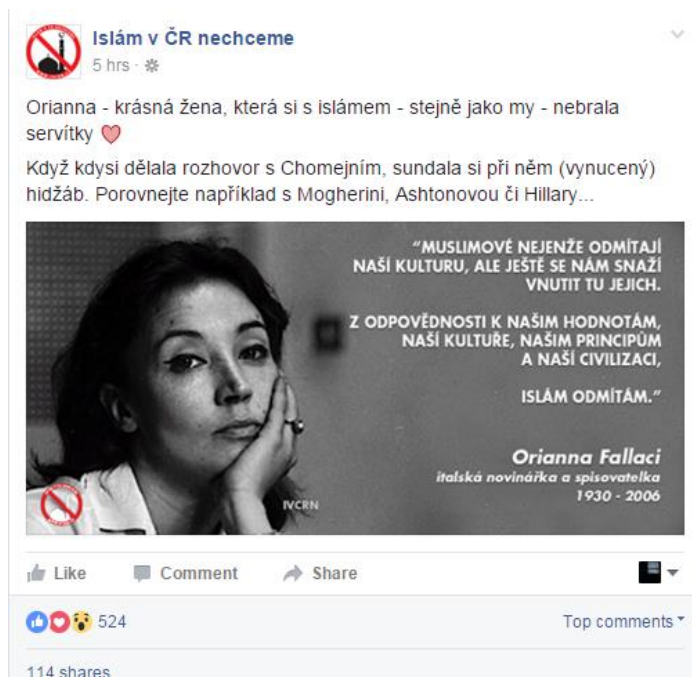 Islám v ČR nechceme
5 hrs ·
Orianna - krásná žena, která si s islámem - stejně jako my - nebrala
servítky
Když kdysi dělala rozhovor s Chomejním, sundala si při něm (vynucený)
hidžáb. Porovnejte například s Mogherini, Ashtonovou či Hillary...
“MUSLIMOVÉ NEJENŽE ODMÍTAJÍ
NAŠÍ KULTURU, ALE JEŠTĚ SE NÁM SNAŽÍ
VNUTIT TU JEJICH.
Z ODPOVĚDNOSTI K NAŠIM HODNOTÁM,
NAŠÍ KULTUŘE, NAŠIM PRINCIPŮM
A NAŠÍ CIVILIZACI,
ISLÁM ODMÍTÁM.”
Orianna Fallaci
italská novinářka a spisovatelka
1930 - 2006
IVCRN
Like Comment Share
524 Top comments
114 shares